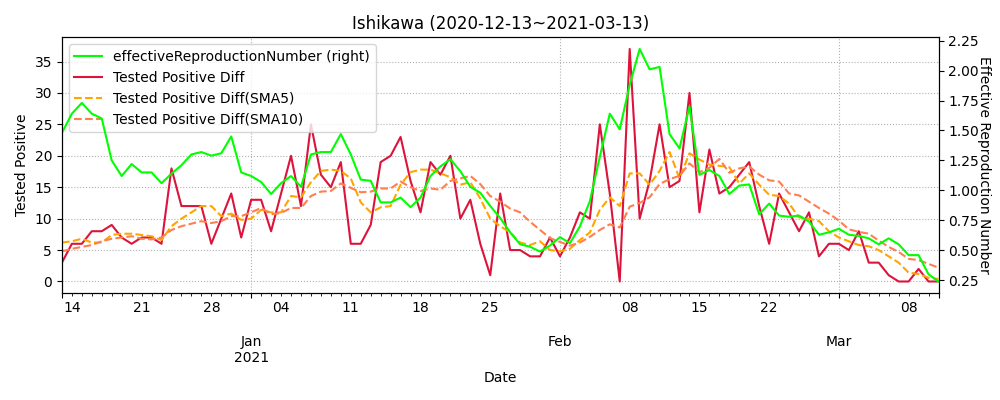 Ishikawa (2020-12-13~2021-03-13)
effectiveReproductionNumber (right)
Tested Positive Diff
Tested Positive Diff(SMA5)
Tested Positive Diff(SMA10)
Tested Positive
35
30
25
20
15
10
5
0
2.25
2.00
1.75
1.50
1.25
1.00
0.75
0.50
0.25
Effective Reproduction Number
14 21 28 04 11 18 25 08 15 22 08
Jan Feb Mar
2021
Date